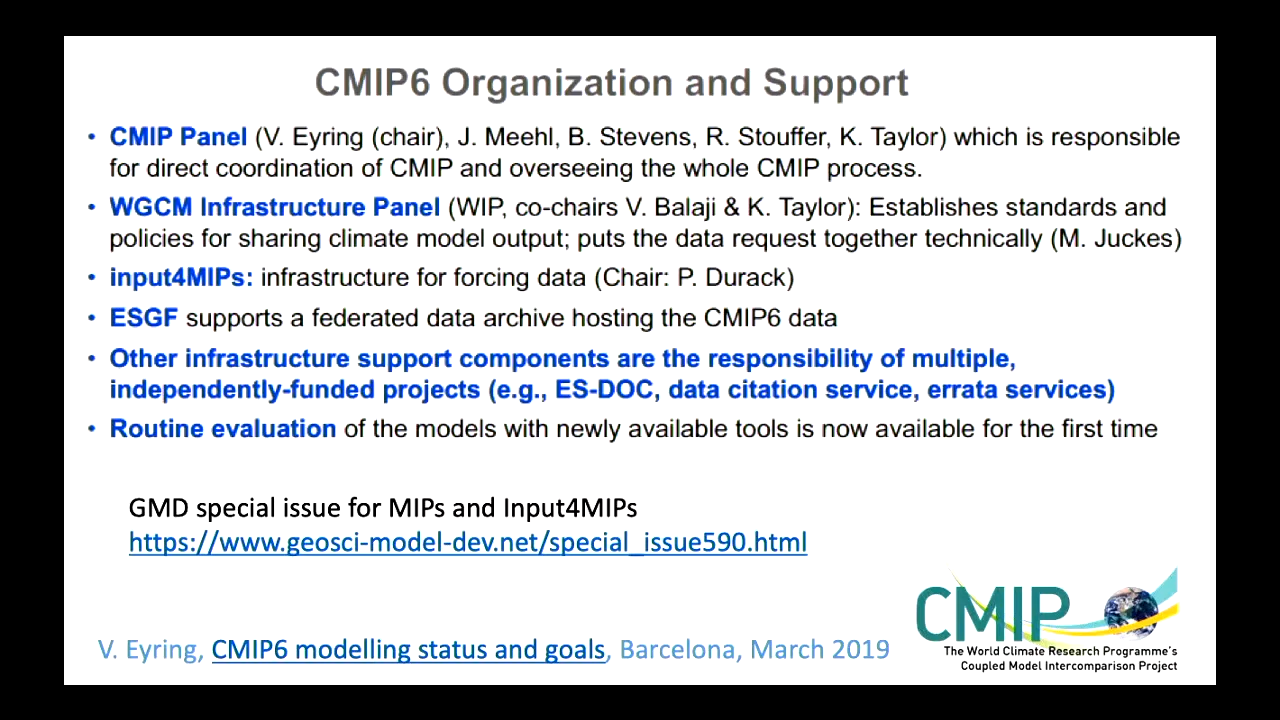 CMIP6 Organization and Support
• CMIP Panel (V. Eyring (chair), J. Meehl, B. Stevens, R. Stouffer, K. Taylor) which is responsible
for direct coordination of CMIP and overseeing the whole CMIP process.
• WGCM Infrastructure Panel (WIP, co-chairs V. Balaji & K. Taylor): Establishes standards and
policies for sharing climate model output; puts the data request together technically (M. Juckes)
• input4MIPs: infrastructure for forcing data (Chair: P. Durack)
• ESGF supports a federated data archive hosting the CMIP6 data
• Other infrastructure support components are the responsibility of multiple,
independently-funded projects (e.g., ES-DOC, data citation service, errata services)
• Routine evaluation of the models with newly available tools is now available for the first time
GMD special issue for MIPs and Input4MIPs
https://www.geosci-model-dev.net/special_issue590.html
V. Eyring, CMIP6 modelling status and goals, Barcelona, March 2019
CMIP
The World Climate Research Programme's
Coupled Model Intercomparison Project